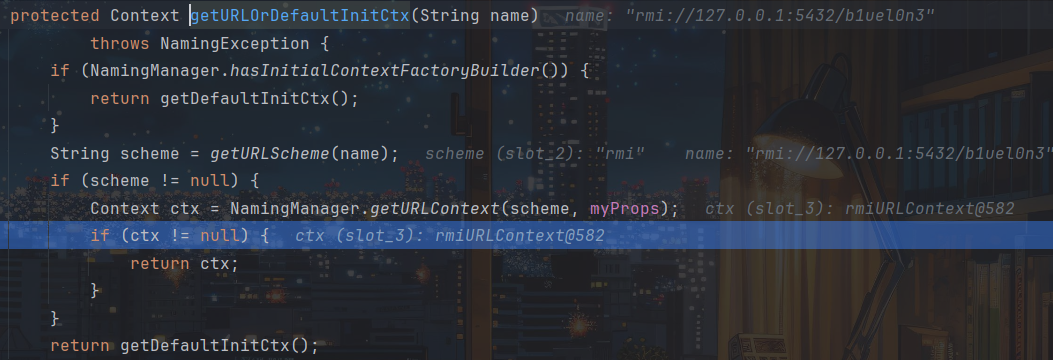 protected Context getURLOrDefaultInitCtx(String name)   name: "rmi://127.0.0.1:5432/b1uel0n3"
        throws NamingException {
    if (NamingManager.hasInitialContextFactoryBuilder()) {
        return getDefaultInitCtx();
    }
    String scheme = getURLScheme(name);   scheme (slot_2): "rmi"    name: "rmi://127.0.0.1:5432/b1uel0n3"
    if (scheme != null) {
        Context ctx = NamingManager.getURLContext(scheme, myProps);   ctx (slot_3): rmiURLContext@582
        if (ctx != null) {   ctx (slot_3): rmiURLContext@582
            return ctx;
        }
    }
    return getDefaultInitCtx();